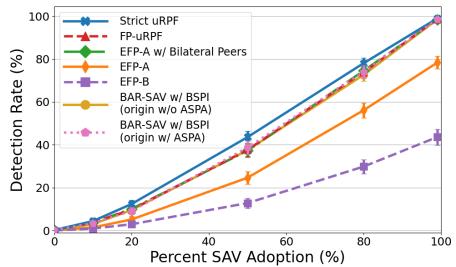 100
80
60
40
20
0
Detection Rate (%)
Strict uRPF
FP-uRPF
EFP-A w/ Bilateral Peers
EFP-A
EFP-B
BAR-SAV w/ BSPI
(origin w/o ASPA)
BAR-SAV w/ BSPI
(origin w/ ASPA)
0 20 40 60 80 100
Percent SAV Adoption (%)